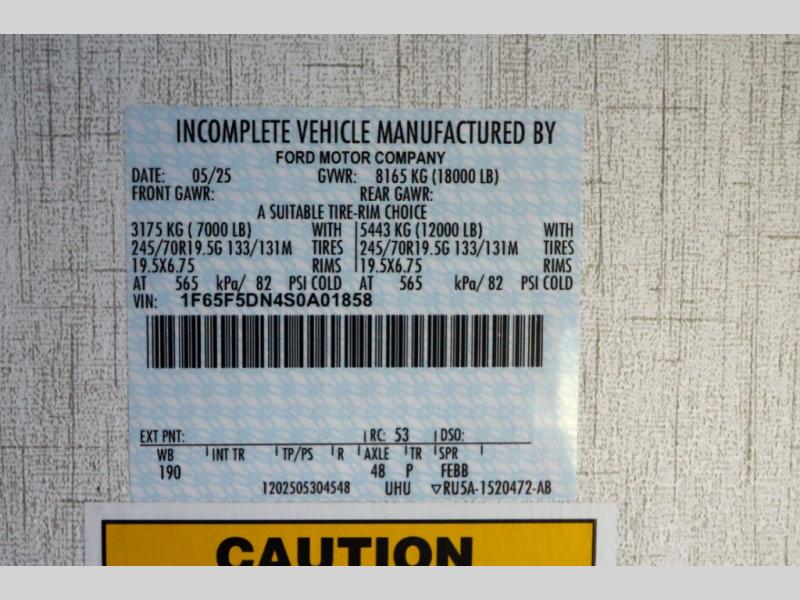 INCOMPLETE VEHICLE MANUFACTURED BY
FORD MOTOR COMPANY
DATE: 05/25 GVWR: 8165 KG (18000 LB)
FRONT GAWR: REAR GAWR:
A SUITABLE TIRE-RIM CHOICE
3175 KG ( 7000 LB) WITH 5443 KG (12000 LB) WITH
245/70R19.5G 133/131M TIRES 245/70R19.5G 133/131M TIRES
19.5X6.75 RIMS 19.5X6.75 RIMS
AT 565 kPa/ 82 PSI COLD AT 565 kPa/ 82 PSI COLD
VIN: 1F65F5DN4S0A01858
EXT PNT: RC: 53 DSO:
WB INT TR TP/PS R AXLE TR SPR
190 48 P FEBB
1202505304548 UHU ▽RU5A-1520472-AB
CAUTION